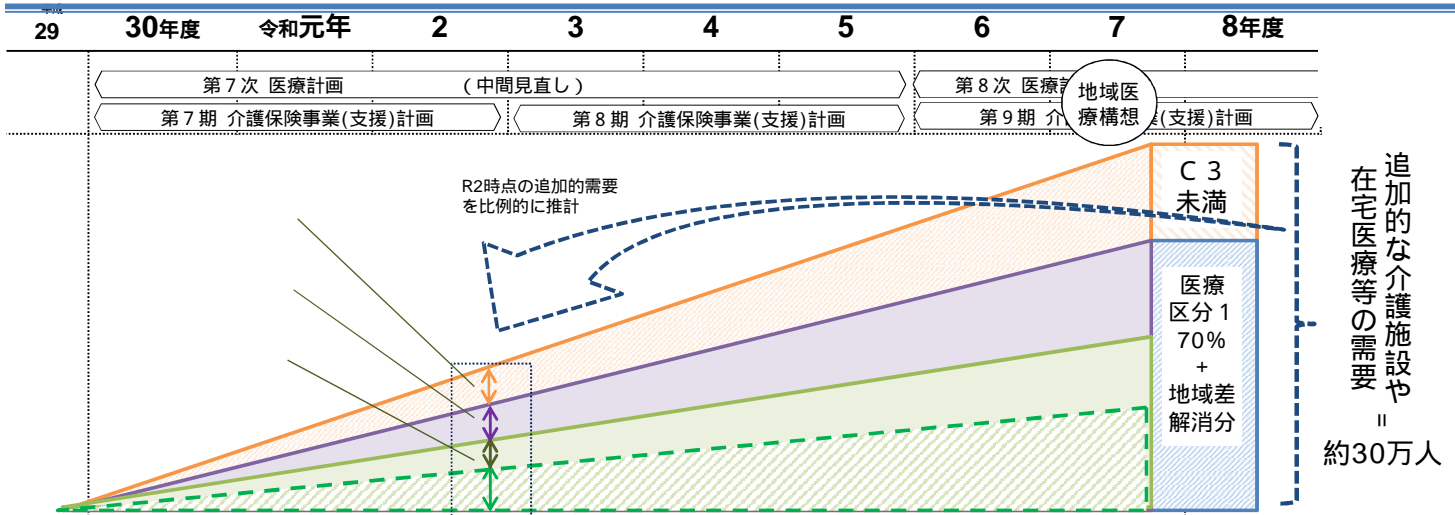 平成
29 30年度 令和元年 2 3 4 5 6 7 8年度
第７次 医療計画 （中間見直し） 第８次 医療計
地域医
療構想
第７期 介護保険事業(支援)計画 第８期 介護保険事業(支援)計画 第９期 介 業(支援)計画
R2時点の追加的需要
を比例的に推計
Ｃ３
未満
医療
区分１
70%
+
地域差
解消分
追加的な介護施設や
在宅医療等の需要
=
約30万人